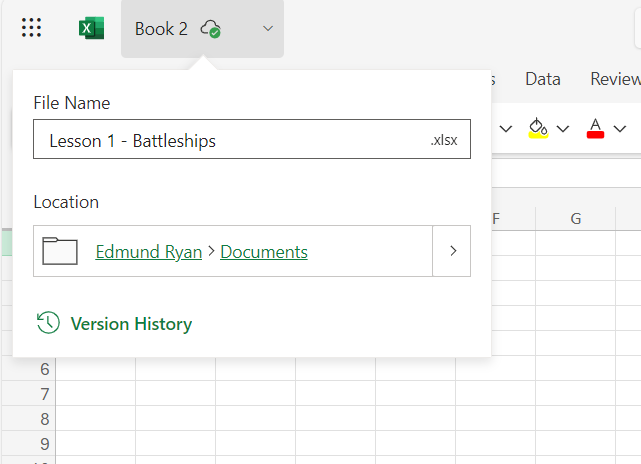 Book 2
File Name
Data Review
Lesson 1 - Battleships .xlsx
A
Location
F G
Edmund Ryan > Documents
Version History
6
7
8
9